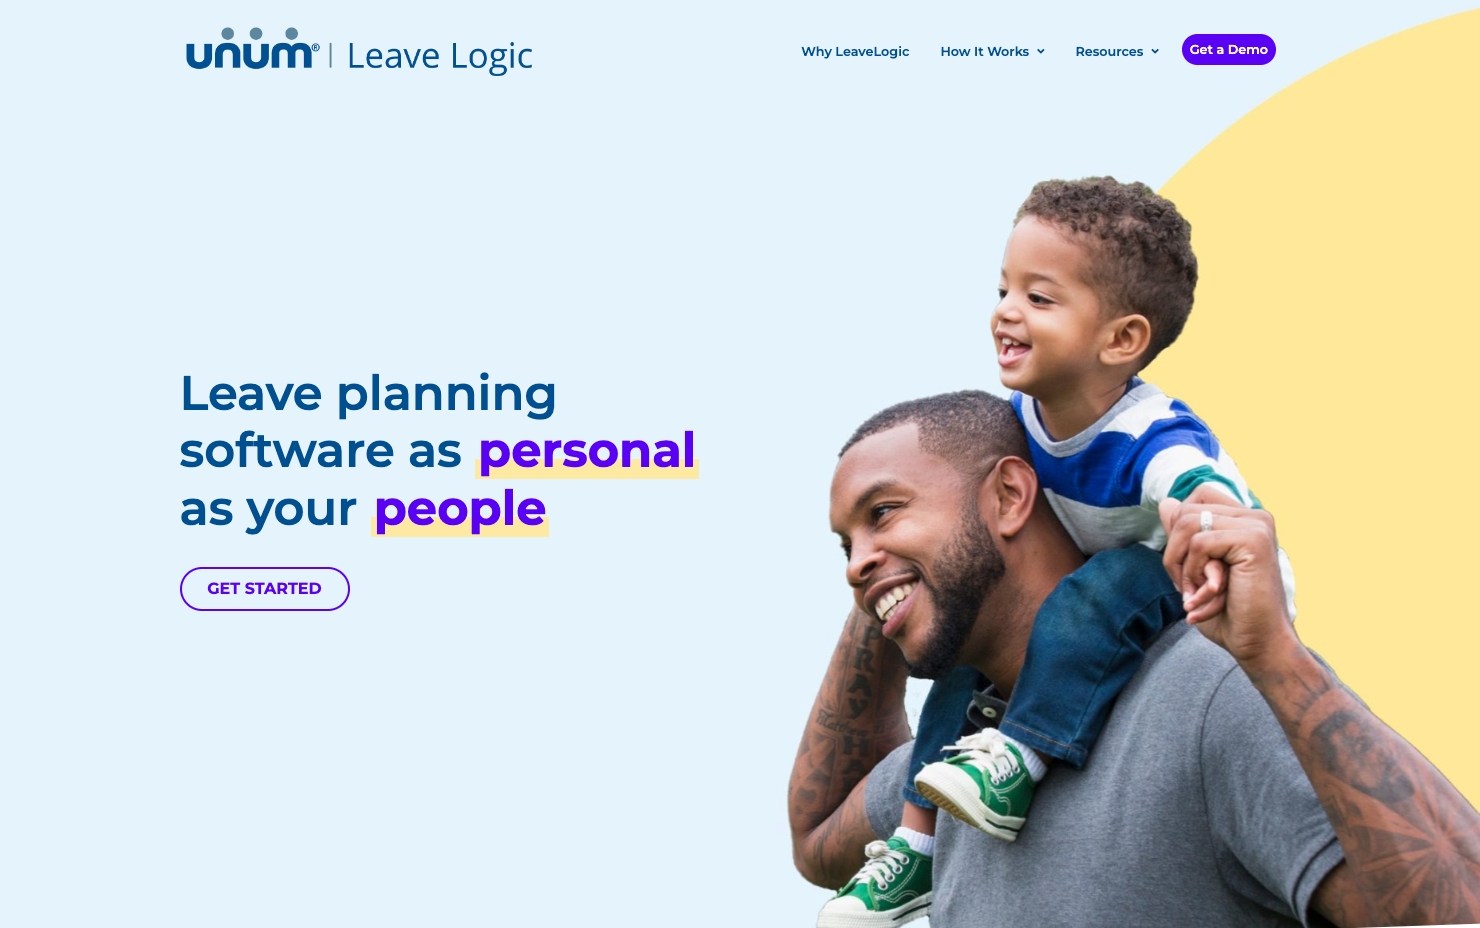 unum® | Leave Logic
Why LeaveLogic
How It Works
Resources
Get a Demo
Leave planning
software as personal
as your people
GET STARTED
PRAY